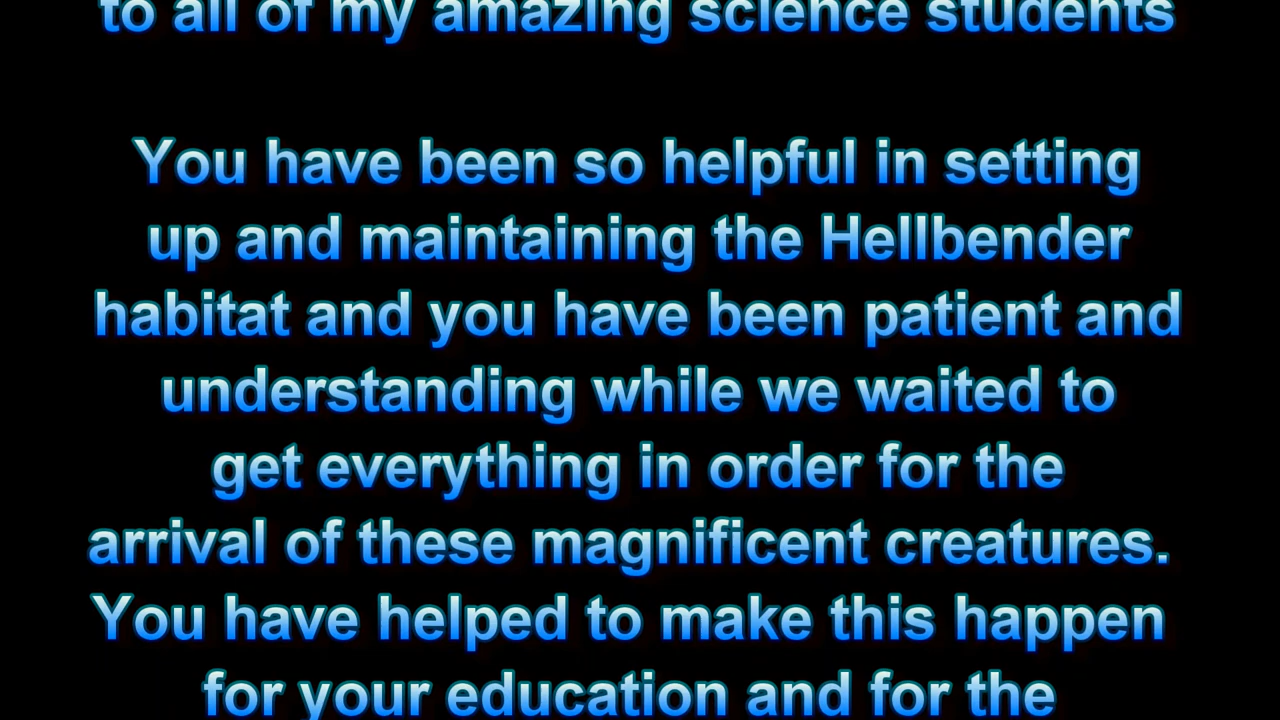 to all of my amazing science students
You have been so helpful in setting
up and maintaining the Hellbender
habitat and you have been patient and
understanding while we waited to
get everything in order for the
arrival of these magnificent creatures.
You have helped to make this happen
for your education and for the